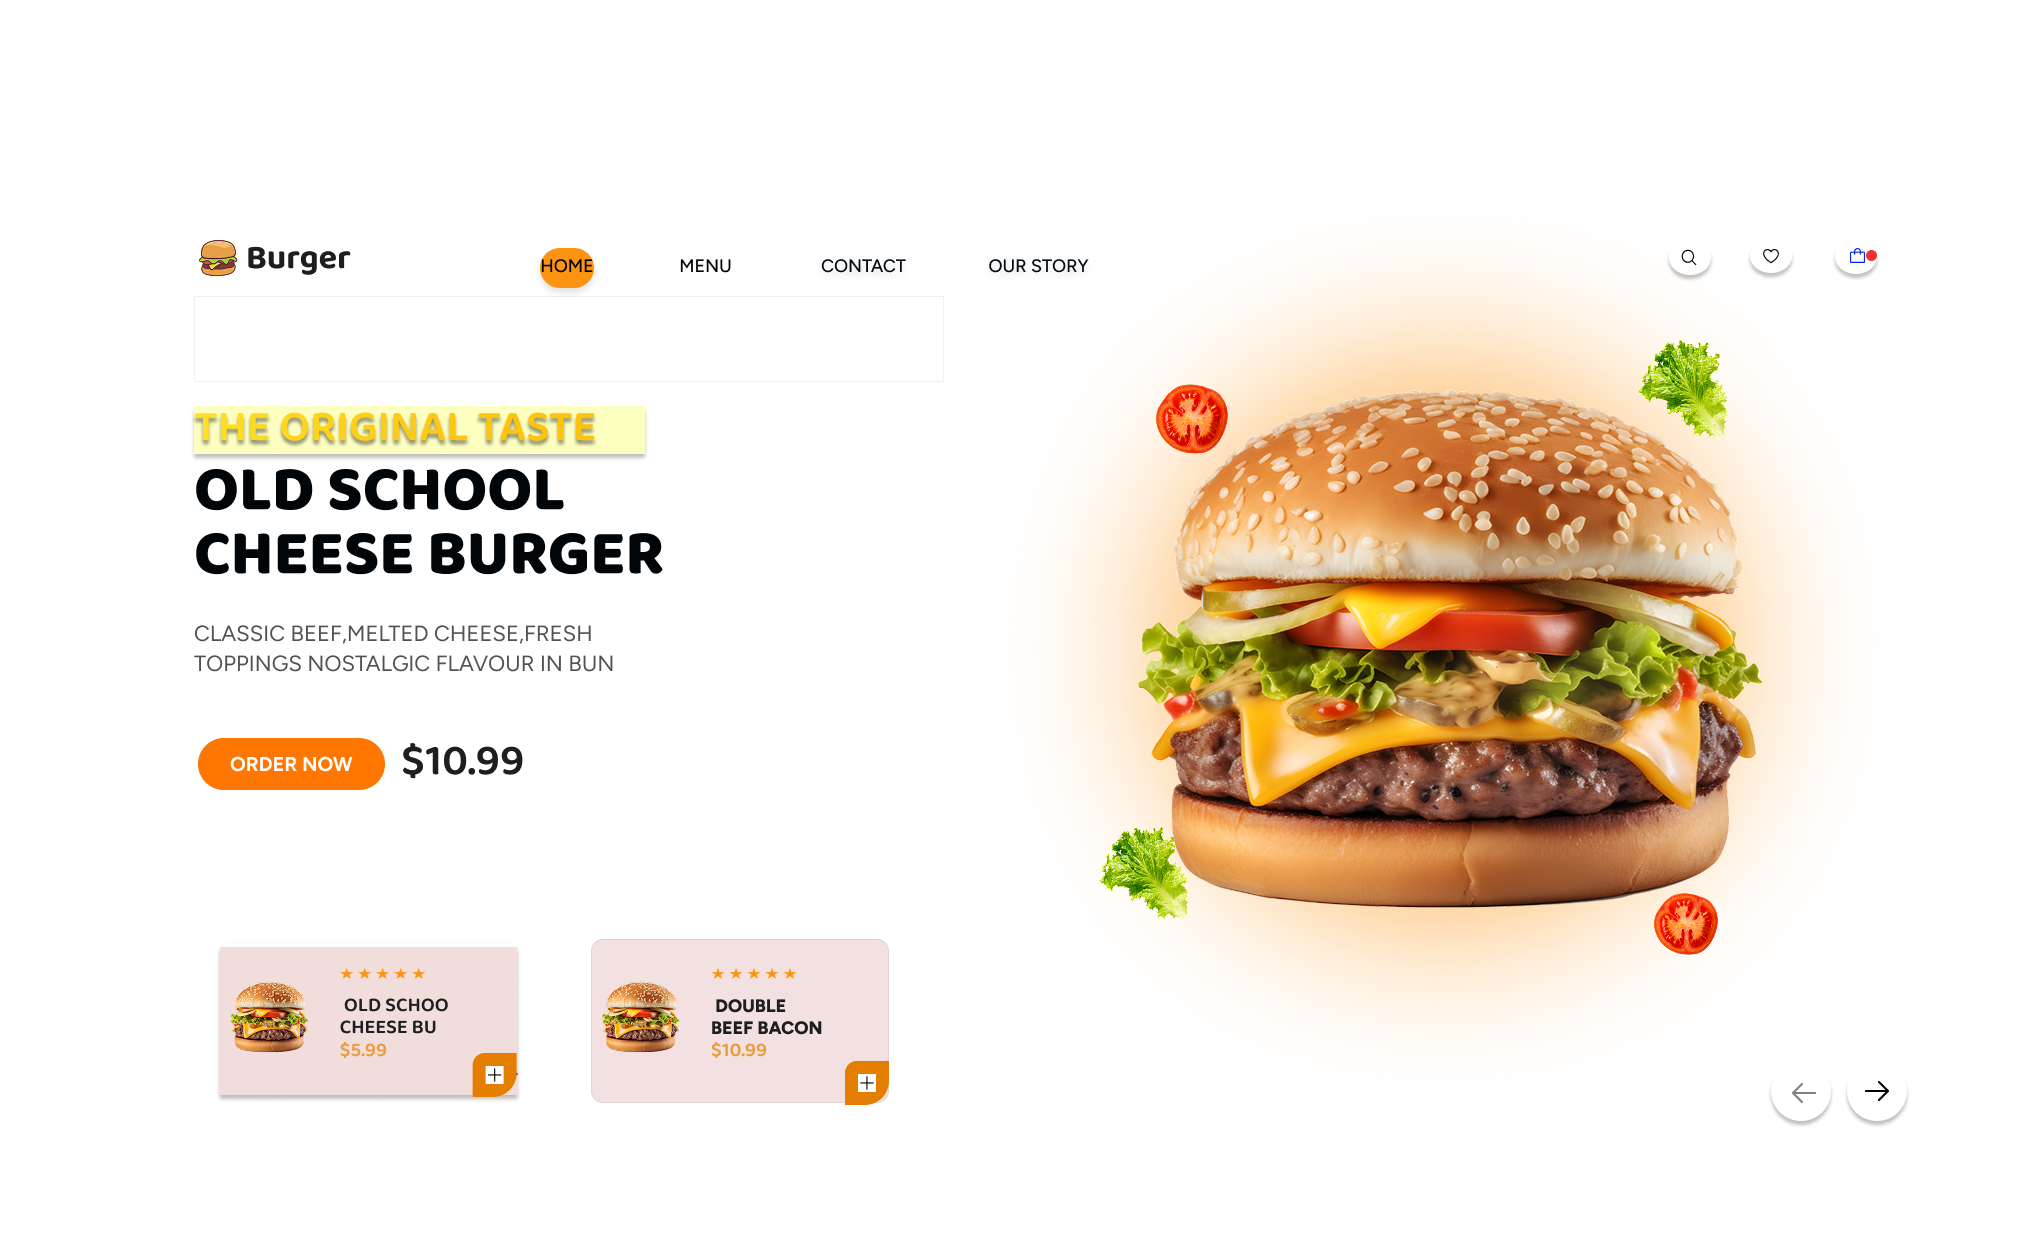 Burger
HOME MENU CONTACT OUR STORY
THE ORIGINAL TASTE
OLD SCHOOL
CHEESE BURGER
CLASSIC BEEF,MELTED CHEESE,FRESH
TOPPINGS NOSTALGIC FLAVOUR IN BUN
ORDER NOW $10.99
OLD SCHOO
CHEESE BU
$5.99
DOUBLE
BEEF BACON
$10.99